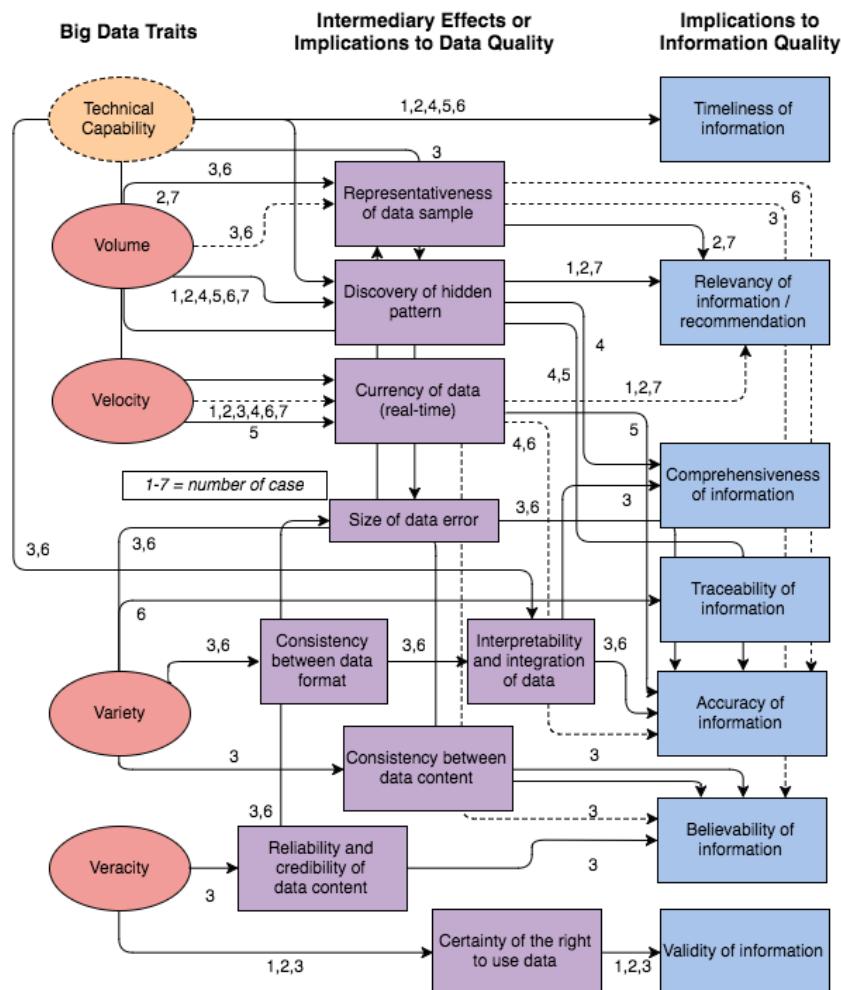 Big Data Traits
Intermediary Effects or
Implications to Data Quality
Implications to
Information Quality
Technical
Capability
1,2,4,5,6
Timeliness of
information
3
3,6
2,7
Representativeness
of data sample
6
3
Volume
3,6
2,7
1,2,4,5,6,7
Discovery of hidden
pattern
1,2,7
Relevancy of
information /
recommendation
4
4,5
Velocity
1,2,3,4,6,7
5
Currency of data
(real-time)
1,2,7
4,6
5
1-7 = number of case
Comprehensiveness
of information
3
Size of data error
3,6
3,6
3,6
Traceability of
information
6
3,6
Consistency
between data
format
3,6
Interpretability
and integration
of data
3,6
Variety
Accuracy of
information
3
Consistency between
data content
3
3,6
3
Believability of
information
Veracity
3
Reliability and
credibility of
data content
3
1,2,3
Certainty of the right
to use data
1,2,3
Validity of information